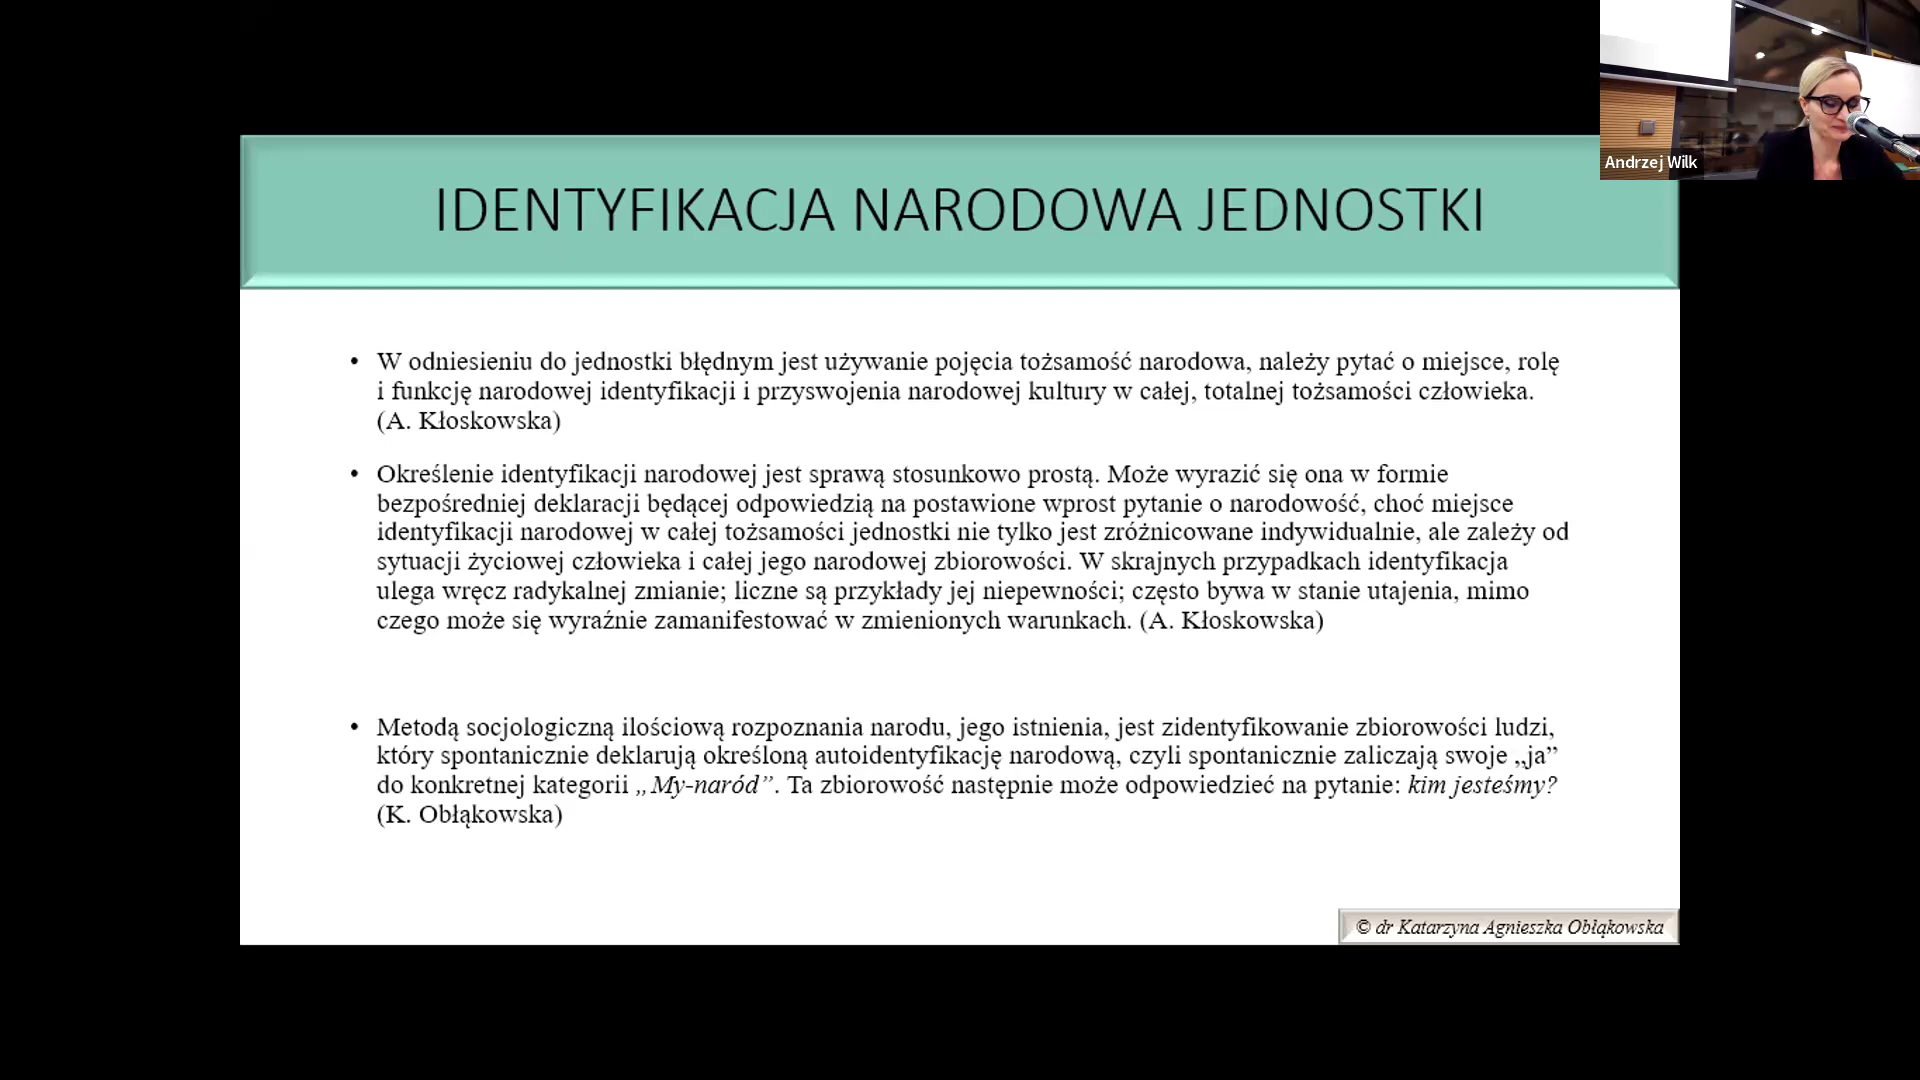 Andrzej Wilk
IDENTYFIKACJA NARODOWA JEDNOSTKI
• W odniesieniu do jednostki błędnym jest używanie pojęcia tożsamość narodowa, należy pytać o miejsce, rolę
i funkcję narodowej identyfikacji i przyswojenia narodowej kultury w całej, totalnej tożsamości człowieka.
(A. Kłoskowska)
• Określenie identyfikacji narodowej jest sprawą stosunkowo prostą. Może wyrazić się ona w formie
bezpośredniej deklaracji będącej odpowiedzią na postawione wprost pytanie o narodowość, choć miejsce
identyfikacji narodowej w całej tożsamości jednostki nie tylko jest zróżnicowane indywidualnie, ale zależy od
sytuacji życiowej człowieka i całej jego narodowej zbiorowości. W skrajnych przypadkach identyfikacja
ulega wręcz radykalnej zmianie; liczne są przykłady jej niepewności; często bywa w stanie utajenia, mimo
czego może się wyraźnie zamanifestować w zmienionych warunkach. (A. Kłoskowska)
• Metodą socjologiczną ilościową rozpoznania narodu, jego istnienia, jest zidentyfikowanie zbiorowości ludzi,
który spontanicznie deklarują określoną autoidentyfikację narodową, czyli spontanicznie zaliczają swoje „ja”
do konkretnej kategorii „My-naród”. Ta zbiorowość następnie może odpowiedzieć na pytanie: kim jesteśmy?
(K. Obłąkowska)
© dr Katarzyna Agnieszka Obłąkowska